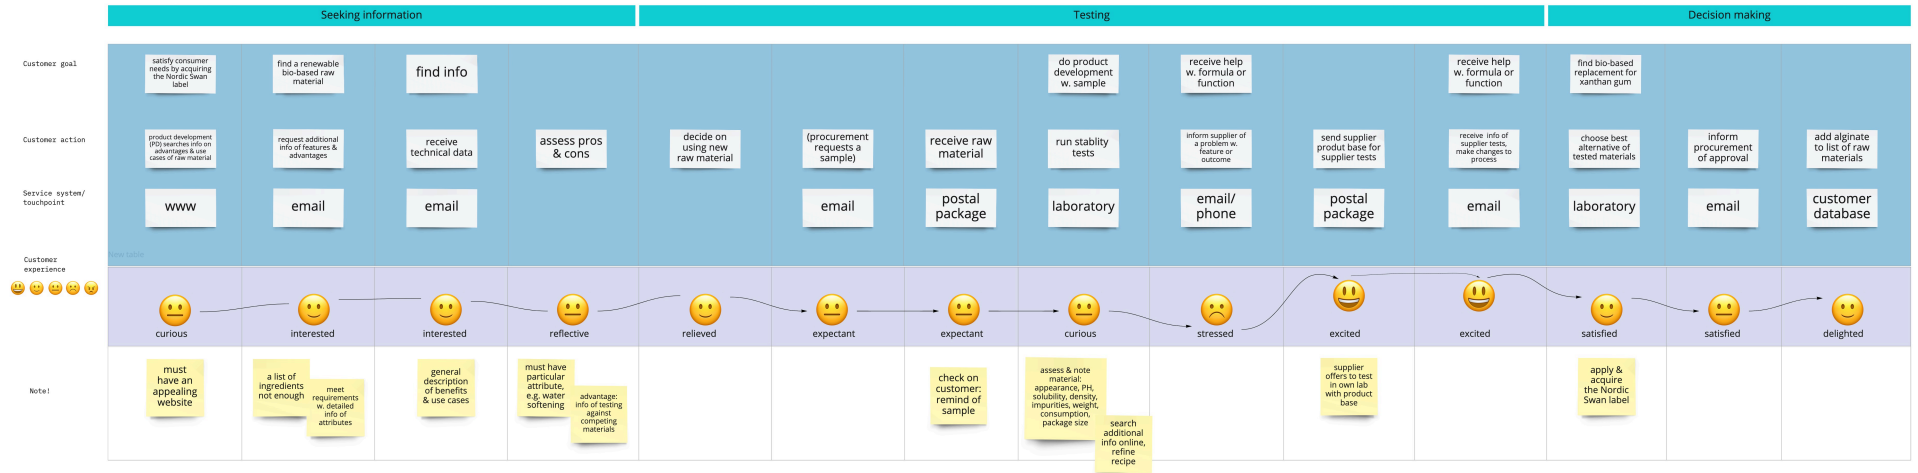 Seeking information
Testing
Decision making
Customer goal
satisfy consumer
needs by acquiring
the Nordic Swan
label
find a renewable
bio-based raw
material
find info
do product
development
w. sample
receive help
w. formula or
function
receive help
w. formula or
function
find bio-based
replacement for
xanthan gum
Customer action
product development
(PD) searches info on
advantages & use
cases of raw material
request additional
info of features &
advantages
receive
technical data
assess pros
& cons
decide on
using new
raw material
(procurement
requests a
sample)
receive raw
material
run stablity
tests
inform supplier of
a problem w.
feature or
outcome
send supplier
produt base for
supplier tests
receive info of
supplier tests,
make changes to
process
choose best
alternative of
tested materials
inform
procurement
of approval
add alginate
to list of raw
materials
Service system/
touchpoint
www
email
email
email
postal
package
laboratory
email/
phone
postal
package
email
laboratory
email
customer
database
New table
Customer
experience
curious
interested
interested
reflective
relieved
expectant
expectant
curious
stressed
excited
excited
satisfied
satisfied
delighted
Note!
must
have an
appealing
website
a list of
ingredients
not enough
meet
requirements
w. detailed
info of
attributes
general
description
of benefits
& use cases
must have
particular
attribute,
e.g. water
softening
advantage:
info of testing
against
competing
materials
check on
customer:
remind of
sample
assess & note
material:
appearance, PH,
solubility, density,
impurities, weight,
consumption,
package size
search
additional
info online,
refine
recipe
supplier
offers to test
in own lab
with product
base
apply &
acquire
the Nordic
Swan label